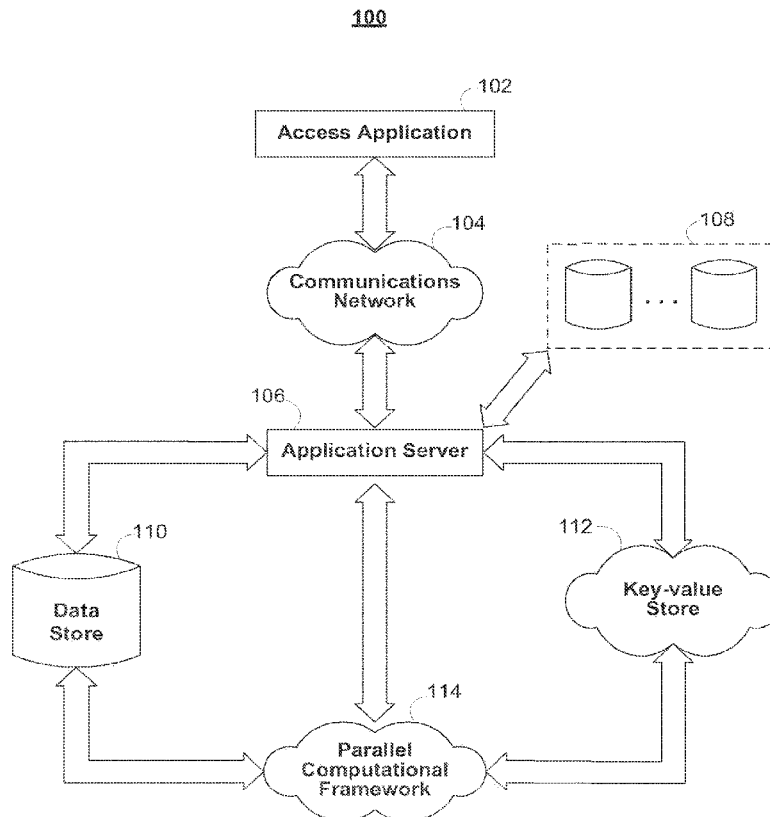 100
102
Access Application
104
108
Communications
Network
. . .
106
Application Server
110
112
Data
Store
Key-value
Store
114
Parallel
Computational
Framework